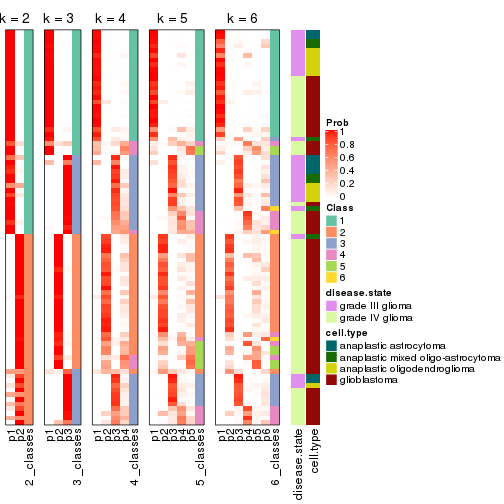 k = 2
k = 3
k = 4
k = 5
k = 6
Prob
1
0.8
0.6
0.4
0.2
0
Class
1
2
3
4
5
6
disease.state
grade III glioma
grade IV glioma
cell.type
anaplastic astrocytoma
anaplastic mixed oligo-astrocytoma
anaplastic oligodendroglioma
glioblastoma
p1
p2
2_classes
p1
p2
p3
3_classes
p1
p2
p3
p4
4_classes
p1
p2
p3
p4
p5
5_classes
p1
p2
p3
p4
p5
p6
6_classes
disease.state
cell.type